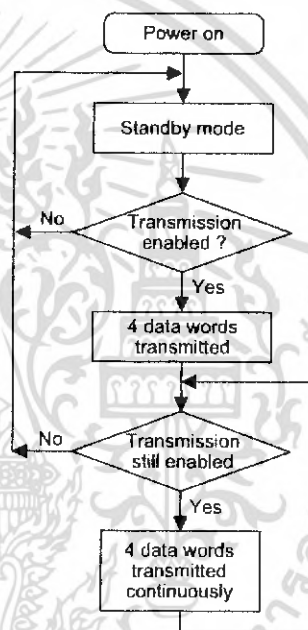 Power on
Standby mode
Transmission
enabled ?
No
Yes
4 data words
transmitted
Transmission
still enabled
No
Yes
4 data words
transmitted
continuously